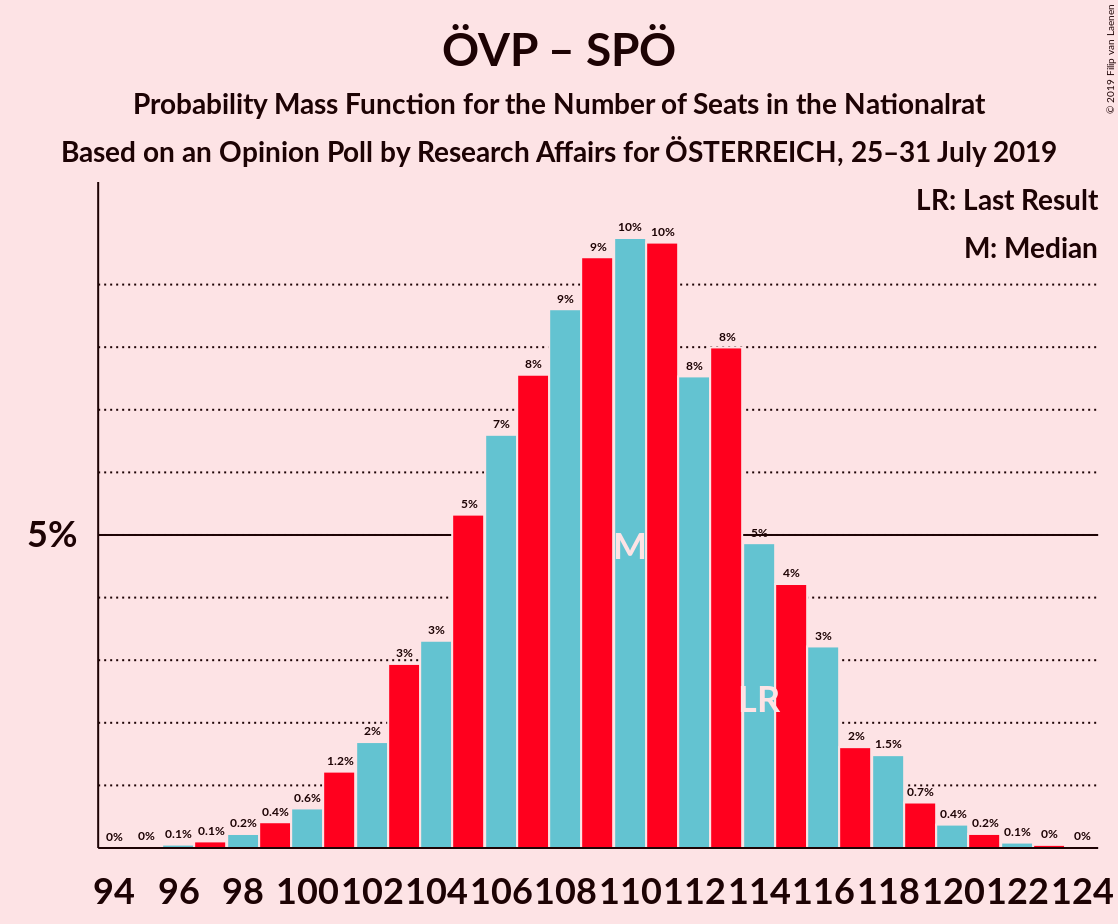 ÖVP – SPÖ
Probability Mass Function for the Number of Seats in the Nationalrat
Based on an Opinion Poll by Research Affairs for ÖSTERREICH, 25–31 July 2019
© 2019 Filip van Laenen
LR: Last Result
M: Median
5%
0% 0% 0.1% 0.1% 0.2% 0.4% 0.6% 1.2% 2% 3% 3% 5% 7% 8% 9% 9% 10% 10% 8% 8% 5% 4% 3% 2% 1.5% 0.7% 0.4% 0.2% 0.1% 0% 0%
M
LR
94 96 98 100 102 104 106 108 110 112 114 116 118 120 122 124